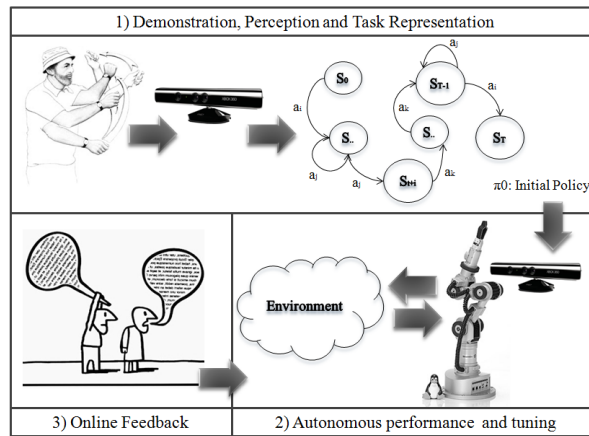 1) Demonstration, Perception and Task Representation
S0
ai
S..
aj
aj
St+i
ak
S..
ak
ST-1
aj
ai
ST
π0: Initial Policy
Environment
3) Online Feedback
2) Autonomous performance and tuning